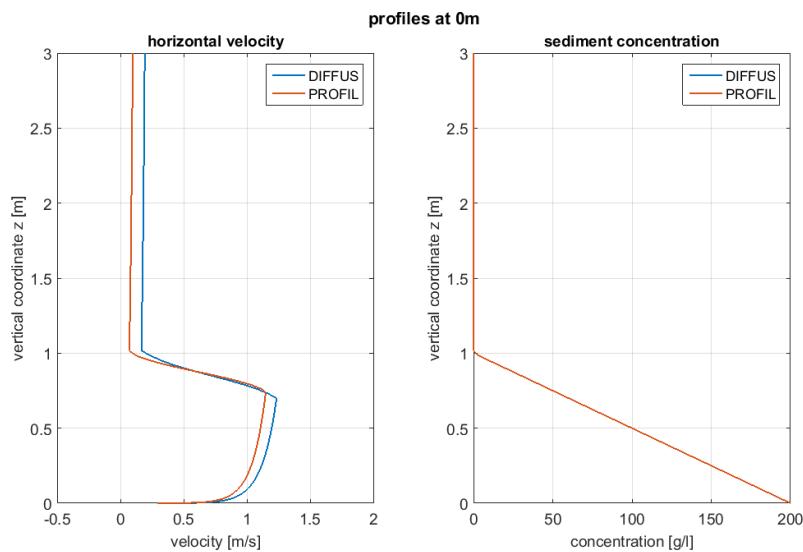 profiles at 0m
horizontal velocity
DIFFUS
PROFIL
vertical coordinate z [m]
3
2.5
2
1.5
1
0.5
0
-0.5 0 0.5 1 1.5 2
velocity [m/s]
sediment concentration
DIFFUS
PROFIL
vertical coordinate z [m]
3
2.5
2
1.5
1
0.5
0
0 50 100 150 200
concentration [g/l]